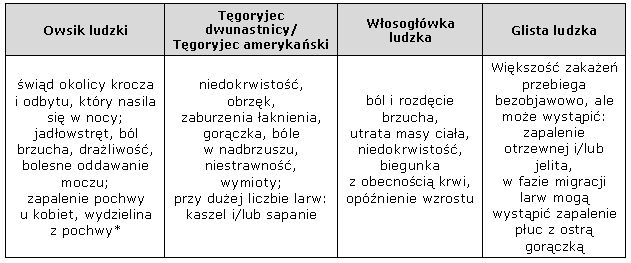 Owsik ludzki
Tęgoryjec
dwunastnicy/
Tęgoryjec amerykański
Włosogłówka
ludzka
Glista ludzka
świąd okolicy krocza
i odbytu, który nasila
się w nocy;
jadłowstręt, ból
brzucha, drażliwość,
bolesne oddawanie
moczu;
zapalenie pochwy
u kobiet, wydzielina
z pochwy*
niedokrwistość,
obrzęk,
zaburzenia łaknienia,
gorączka, bóle
w nadbrzuszu,
niestrawność,
wymioty;
przy dużej liczbie larw:
kaszel i/lub sapanie
ból i rozdęcie
brzucha,
utrata masy ciała,
niedokrwistość,
biegunka
z obecnością krwi,
opóźnienie wzrostu
Większość zakażeń
przebiega
bezobjawowo, ale
może wystąpić:
zapalenie
otrzewnej i/lub
jelita,
w fazie migracji
larw mogą
wystąpić zapalenie
płuc z ostrą
gorączką